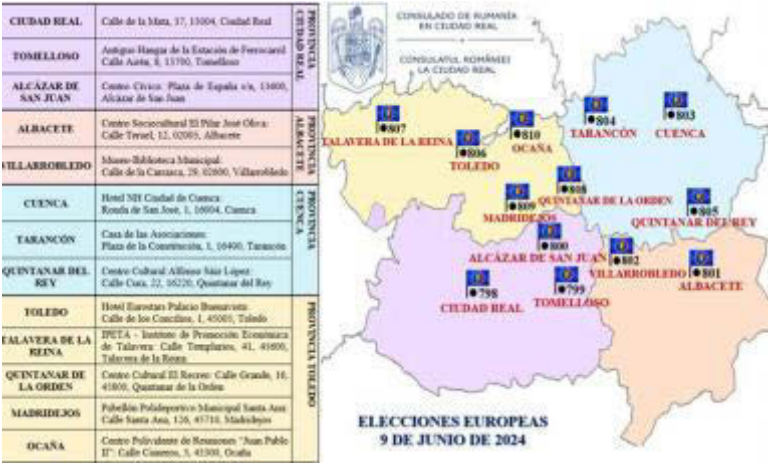 CIUDAD REAL
Calle de la Mata, 37, 13004, Ciudad Real
TOMELLOSO
Antiguo Hangar de la Estación de Ferrocarril
Calle Airén, 8, 13700, Tomelloso
ALCÁZAR DE
SAN JUAN
Centro Cívico: Plaza de España s/n, 13600,
Alcázar de San Juan
PROVINCIA
CIUDAD REAL
ALBACETE
Centro Sociocultural El Pilar José Oliva:
Calle Teruel, 12, 02005, Albacete
VILLARROBLEDO
Museo-Biblioteca Municipal:
Calle de la Carrasca, 29, 02600, Villarrobledo
PROVINCIA
ALBACETE
CUENCA
Hotel NH Ciudad de Cuenca:
Ronda de San José, 1, 16004, Cuenca
TARANCÓN
Casa de las Asociaciones:
Plaza de la Constitución, 1, 16400, Tarancón
QUINTANAR DEL
REY
Centro Cultural Alfonso Sáiz López:
Calle Cura, 22, 16220, Quintanar del Rey
PROVINCIA
CUENCA
TOLEDO
Hotel Eurostars Palacio Buenavista:
Calle de los Concilios, 1, 45005, Toledo
TALAVERA DE LA
REINA
IPETA - Instituto de Promoción Económica
de Talavera: Calle Templarios, 41, 45600,
Talavera de la Reina
QUINTANAR DE
LA ORDEN
Centro Cultural El Recreo: Calle Grande, 16,
45800, Quintanar de la Orden
MADRIDEJOS
Pabellón Polideportivo Municipal Santa Ana:
Calle Santa Ana, 126, 45710, Madridejos
OCAÑA
Centro Polivalente de Reuniones "Juan Pablo
II": Calle Cisneros, 3, 45300, Ocaña
PROVINCIA TOLEDO
CONSULADO DE RUMANÍA
EN CIUDAD REAL
CONSULATUL ROMÂNIEI
LA CIUDAD REAL
807
TALAVERA DE LA REINA
806
TOLEDO
810
OCAÑA
804
TARANCÓN
803
CUENCA
808
QUINTANAR DE LA ORDEN
809
MADRIDEJOS
805
QUINTANAR DEL REY
800
ALCÁZAR DE SAN JUAN
802
VILLARROBLEDO
801
ALBACETE
798
CIUDAD REAL
799
TOMELLOSO
ELECCIONES EUROPEAS
9 DE JUNIO DE 2024